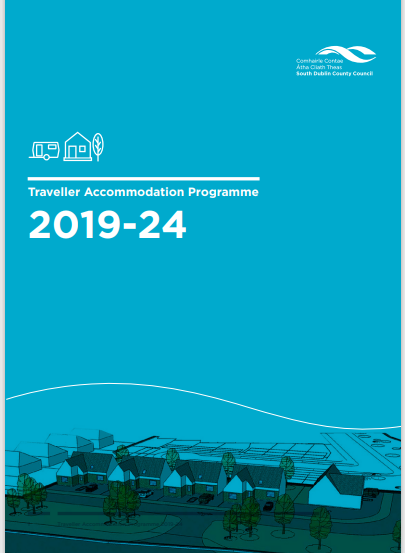 Comhairle Contae
Átha Cliath Theas
South Dublin County Council
Traveller Accommodation Programme
2019-24